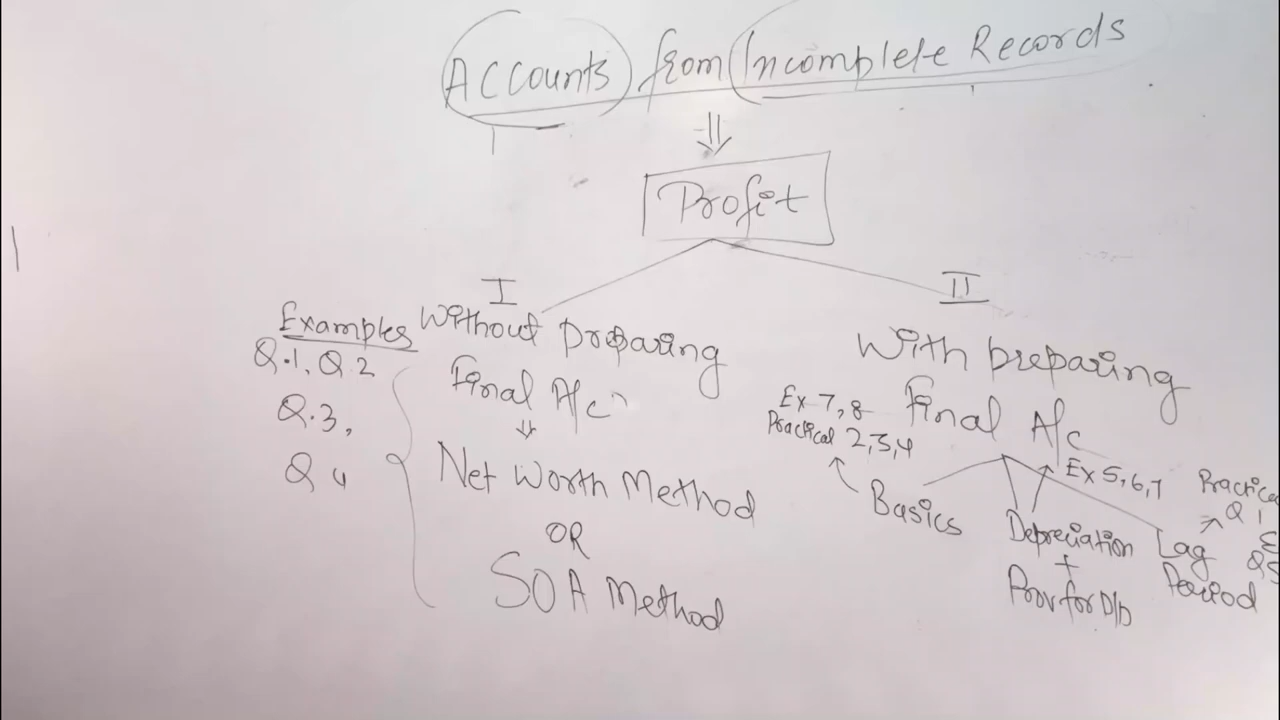 Accounts from Incomplete Records
⇓
Profit
I
Without preparing
Final A/c
⇓
Net Worth Method
OR
SOA Method
Examples
Q.1, Q.2
Q.3,
Q 4
II
With preparing
Final A/c
Ex 7, 8
Practical 2,3,4
Basics
Ex 5,6,7
Depreciation
+
Prov for D/D
Practica
Q 1
Lag
Period